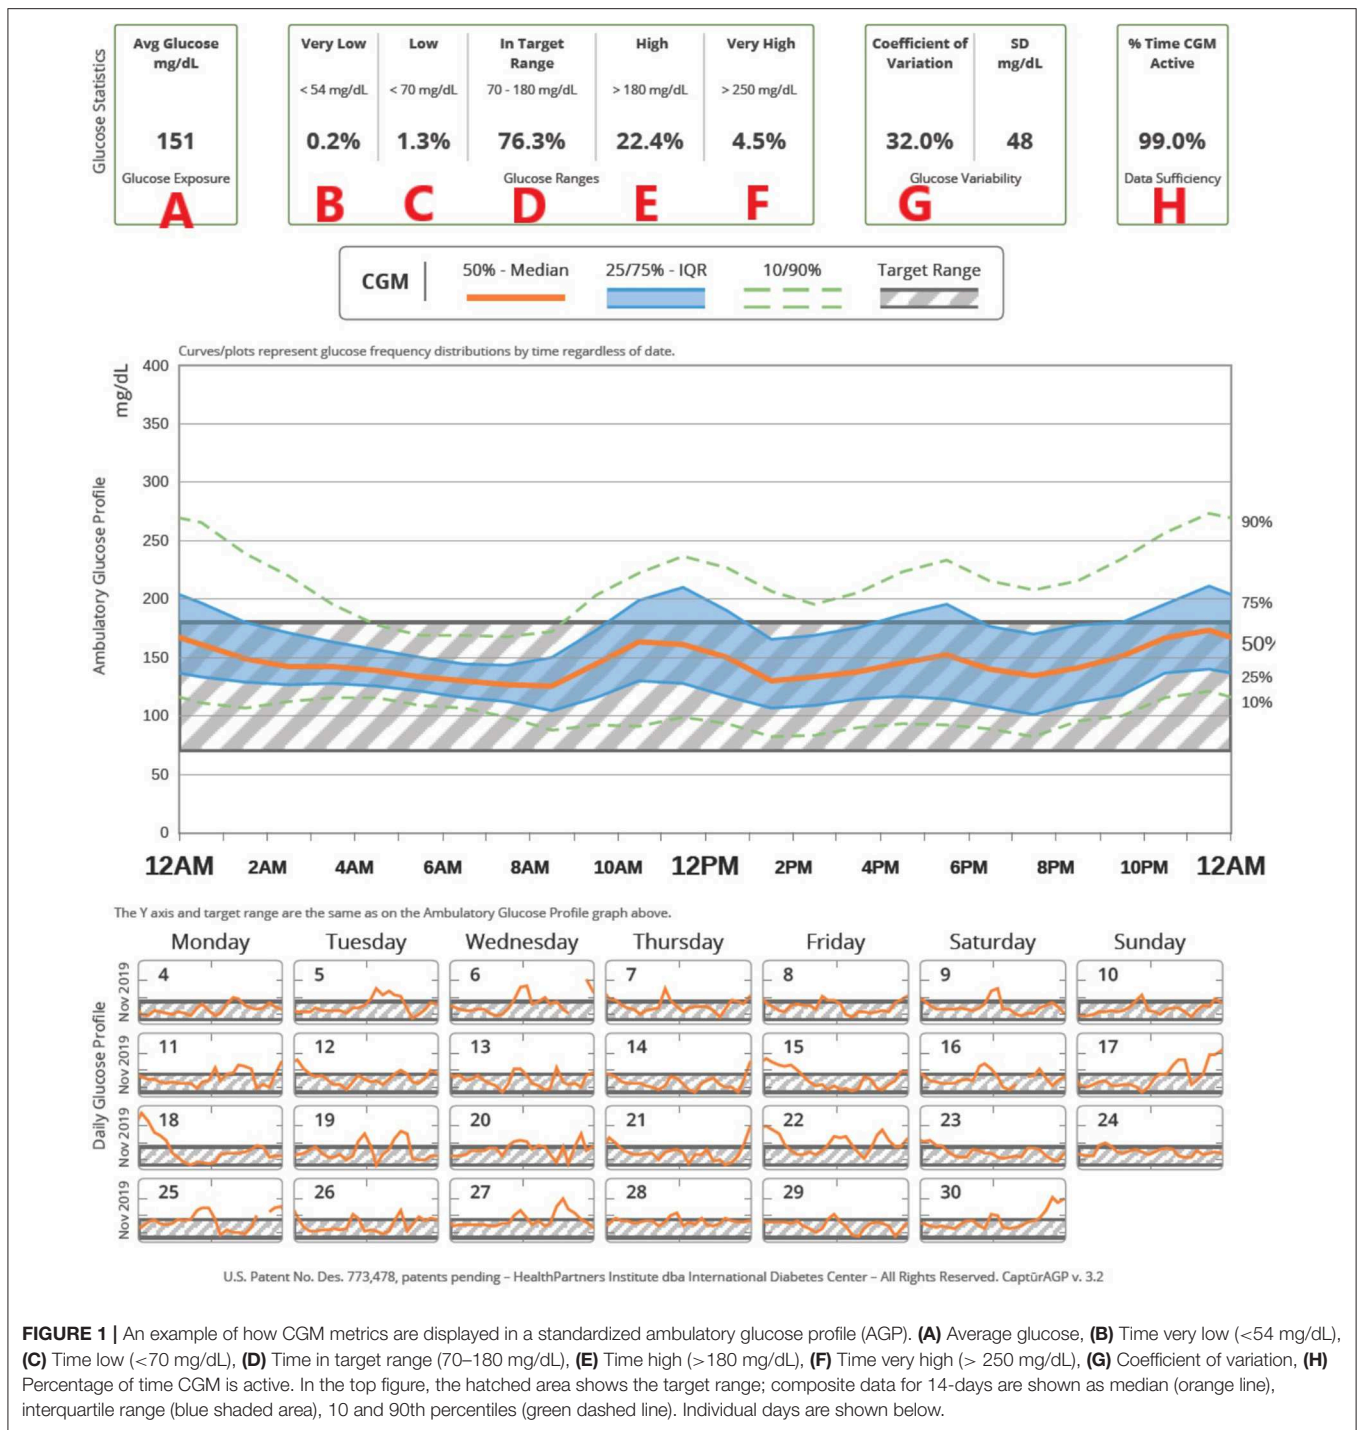 Glucose Statistics
Avg Glucose
mg/dL
151
Glucose Exposure
A
Very Low
< 54 mg/dL
0.2%
B
Low
< 70 mg/dL
1.3%
C
In Target
Range
70 - 180 mg/dL
76.3%
Glucose Ranges
D
High
> 180 mg/dL
22.4%
E
Very High
> 250 mg/dL
4.5%
F
Coefficient of
Variation
32.0%
SD
mg/dL
48
Glucose Variability
G
% Time CGM
Active
99.0%
Data Sufficiency
H
CGM
50% - Median
25/75% - IQR
10/90%
Target Range
Curves/plots represent glucose frequency distributions by time regardless of date.
mg/dL
Ambulatory Glucose Profile
400
350
300
250
200
150
100
50
0
90%
75%
50%
25%
10%
12AM 2AM 4AM 6AM 8AM 10AM 12PM 2PM 4PM 6PM 8PM 10PM 12AM
The Y axis and target range are the same as on the Ambulatory Glucose Profile graph above.
Daily Glucose Profile
Monday Tuesday Wednesday Thursday Friday Saturday Sunday
Nov 2019
4 5 6 7 8 9 10
Nov 2019
11 12 13 14 15 16 17
Nov 2019
18 19 20 21 22 23 24
Nov 2019
25 26 27 28 29 30
U.S. Patent No. Des. 773,478, patents pending – HealthPartners Institute dba International Diabetes Center – All Rights Reserved. CaptūrAGP v. 3.2
FIGURE 1 | An example of how CGM metrics are displayed in a standardized ambulatory glucose profile (AGP). (A) Average glucose, (B) Time very low (<54 mg/dL),
(C) Time low (<70 mg/dL), (D) Time in target range (70–180 mg/dL), (E) Time high (>180 mg/dL), (F) Time very high (> 250 mg/dL), (G) Coefficient of variation, (H)
Percentage of time CGM is active. In the top figure, the hatched area shows the target range; composite data for 14-days are shown as median (orange line),
interquartile range (blue shaded area), 10 and 90th percentiles (green dashed line). Individual days are shown below.